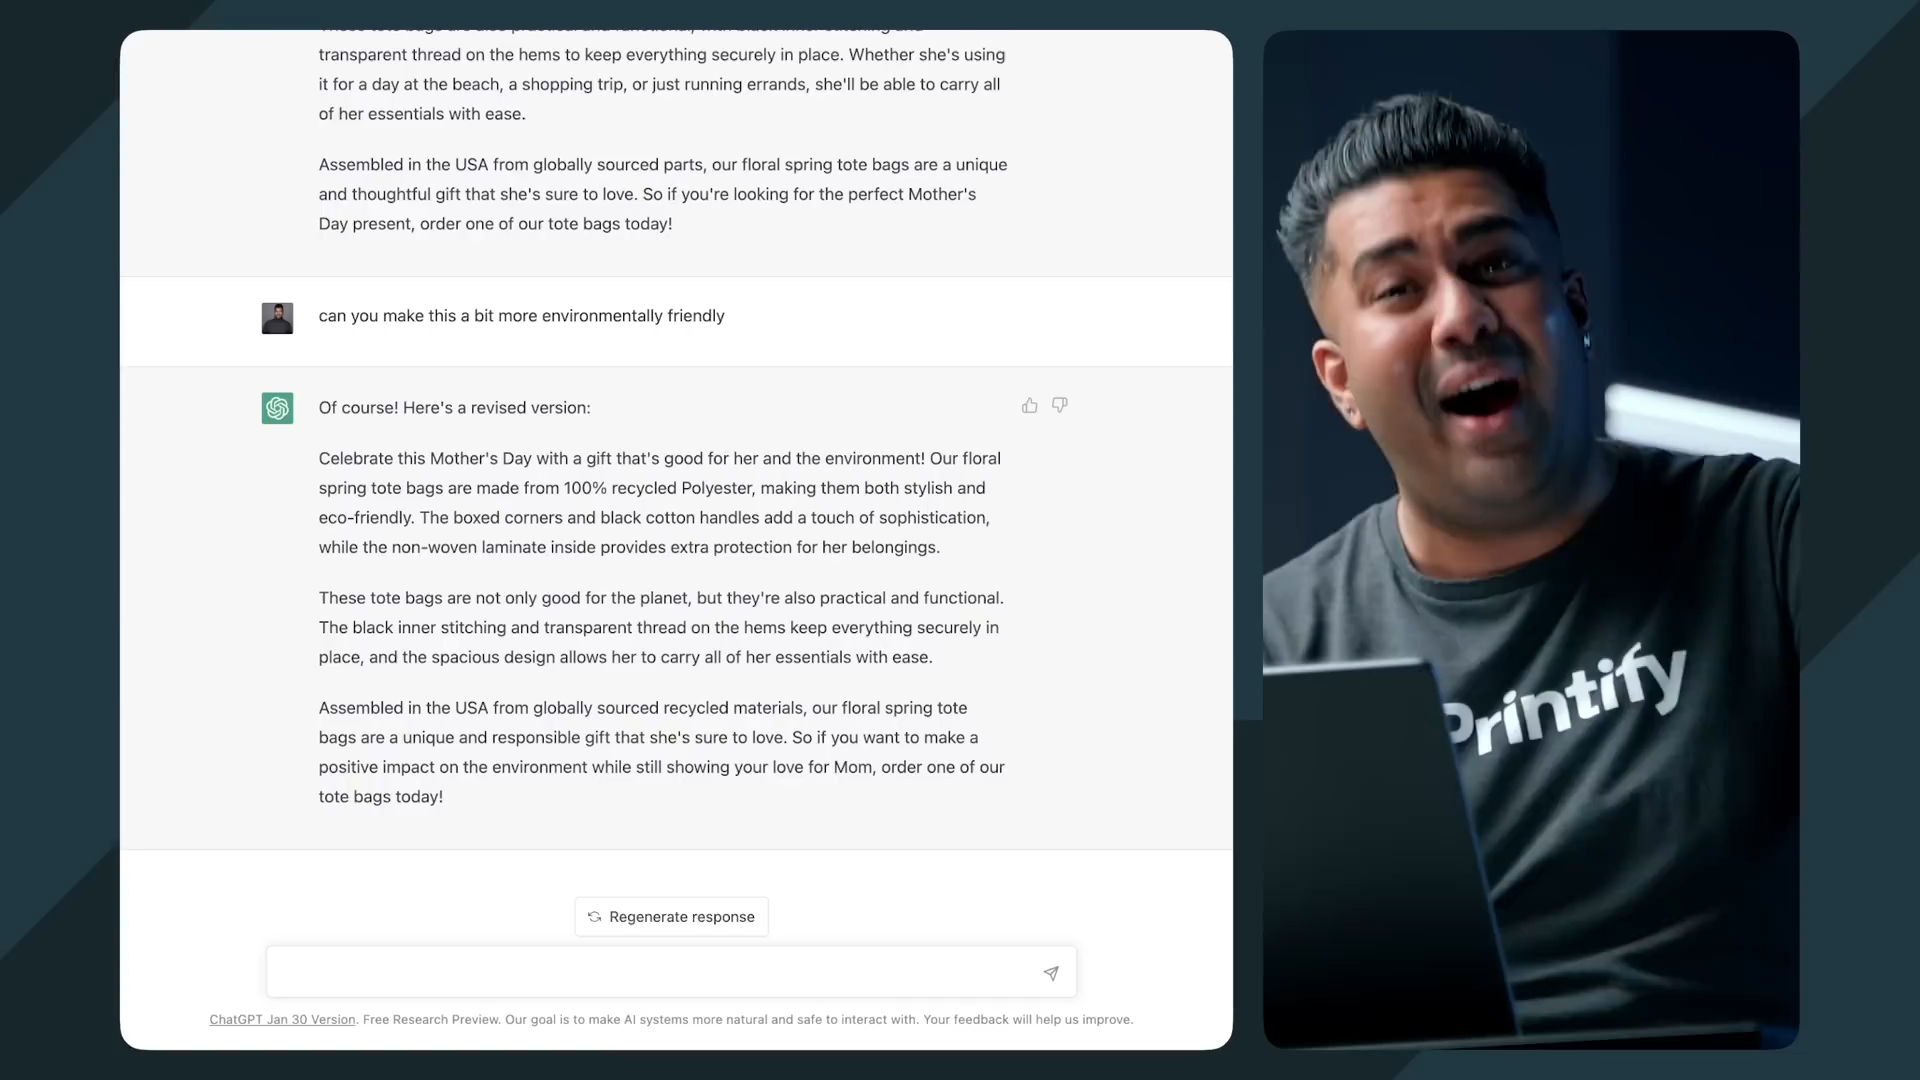 These tote bags are also practical and functional, with black inner stitching and
transparent thread on the hems to keep everything securely in place. Whether she's using
it for a day at the beach, a shopping trip, or just running errands, she'll be able to carry all
of her essentials with ease.
Assembled in the USA from globally sourced parts, our floral spring tote bags are a unique
and thoughtful gift that she's sure to love. So if you're looking for the perfect Mother's
Day present, order one of our tote bags today!
can you make this a bit more environmentally friendly
Of course! Here's a revised version:
Celebrate this Mother's Day with a gift that's good for her and the environment! Our floral
spring tote bags are made from 100% recycled Polyester, making them both stylish and
eco-friendly. The boxed corners and black cotton handles add a touch of sophistication,
while the non-woven laminate inside provides extra protection for her belongings.
These tote bags are not only good for the planet, but they're also practical and functional.
The black inner stitching and transparent thread on the hems keep everything securely in
place, and the spacious design allows her to carry all of her essentials with ease.
Assembled in the USA from globally sourced recycled materials, our floral spring tote
bags are a unique and responsible gift that she's sure to love. So if you want to make a
positive impact on the environment while still showing your love for Mom, order one of our
tote bags today!
Regenerate response
ChatGPT Jan 30 Version. Free Research Preview. Our goal is to make AI systems more natural and safe to interact with. Your feedback will help us improve.
Printify